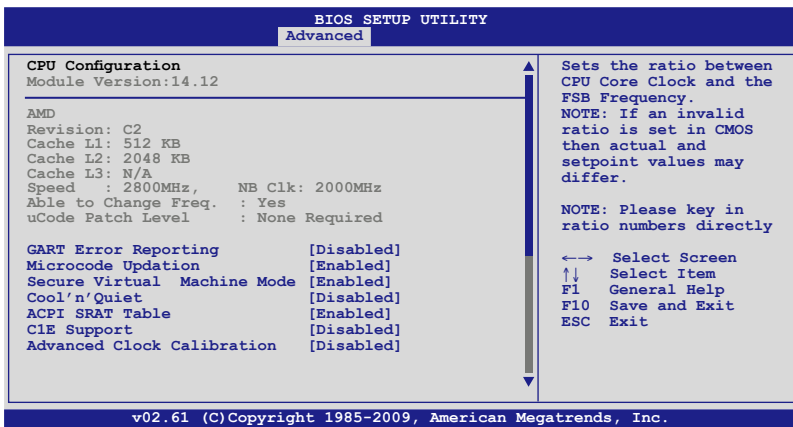 BIOS SETUP UTILITY
Advanced
CPU Configuration
Module Version:14.12
AMD
Revision: C2
Cache L1: 512 KB
Cache L2: 2048 KB
Cache L3: N/A
Speed : 2800MHz, NB Clk: 2000MHz
Able to Change Freq. : Yes
uCode Patch Level : None Required
GART Error Reporting [Disabled]
Microcode Updation [Enabled]
Secure Virtual Machine Mode [Enabled]
Cool'n'Quiet [Disabled]
ACPI SRAT Table [Enabled]
C1E Support [Disabled]
Advanced Clock Calibration [Disabled]
Sets the ratio between
CPU Core Clock and the
FSB Frequency.
NOTE: If an invalid
ratio is set in CMOS
then actual and
setpoint values may
differ.
NOTE: Please key in
ratio numbers directly
←→ Select Screen
↑↓ Select Item
F1 General Help
F10 Save and Exit
ESC Exit
v02.61 (C)Copyright 1985-2009, American Megatrends, Inc.